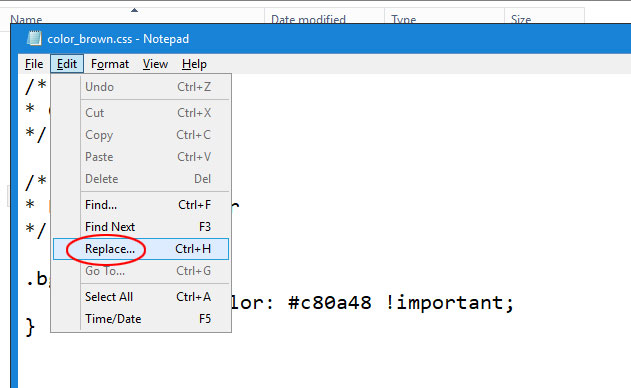 Name Date modified Type Size
color_brown.css - Notepad
File Edit Format View Help
/*
*
*/
/*
* r
*/
.b
lor: #c80a48 !important;
}
Undo Ctrl+Z
Cut Ctrl+X
Copy Ctrl+C
Paste Ctrl+V
Delete Del
Find... Ctrl+F
Find Next F3
Replace... Ctrl+H
Go To... Ctrl+G
Select All Ctrl+A
Time/Date F5